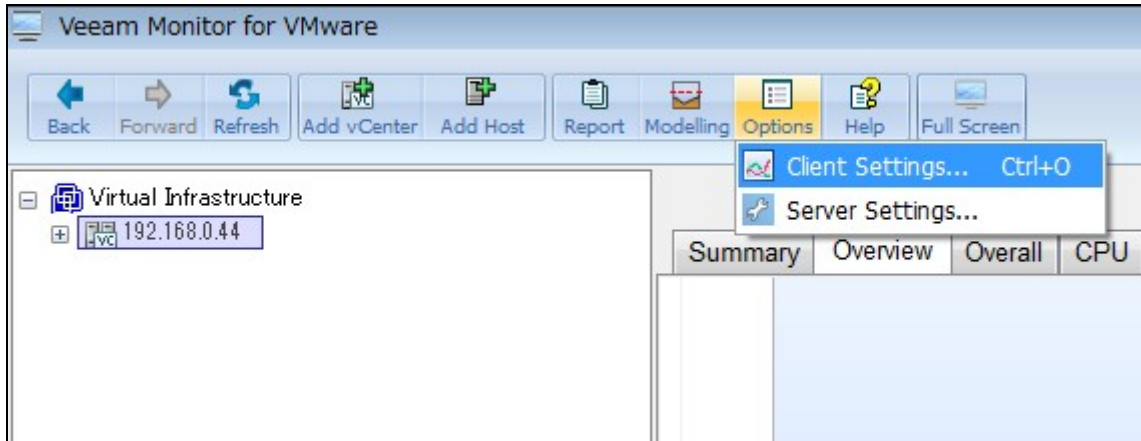 Veeam Monitor for VMware
Back Forward Refresh Add vCenter Add Host Report Modelling Options Help Full Screen
Client Settings... Ctrl+O
Server Settings...
Virtual Infrastructure
192.168.0.44
Summary Overview Overall CPU